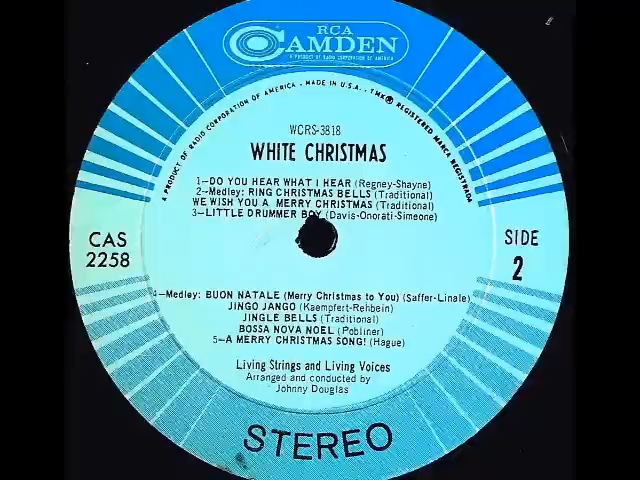 RCA
CAMDEN
A PRODUCT OF RADIO CORPORATION OF AMERICA
A PRODUCT OF RADIO CORPORATION OF AMERICA - MADE IN U.S.A. - TMK® REGISTERED MARCA REGISTRADA
WCRS-3818
WHITE CHRISTMAS
1—DO YOU HEAR WHAT I HEAR (Regney-Shayne)
2—Medley: RING CHRISTMAS BELLS (Traditional)
WE WISH YOU A MERRY CHRISTMAS (Traditional)
3—LITTLE DRUMMER BOY (Davis-Onorati-Simeone)
CAS
2258
SIDE
2
4—Medley: BUON NATALE (Merry Christmas to You) (Saffer-Linale)
JINGO JANGO (Kaempfert-Rehbein)
JINGLE BELLS (Traditional)
BOSSA NOVA NOEL (Pobliner)
5—A MERRY CHRISTMAS SONG! (Hague)
Living Strings and Living Voices
Arranged and conducted by
Johnny Douglas
STEREO